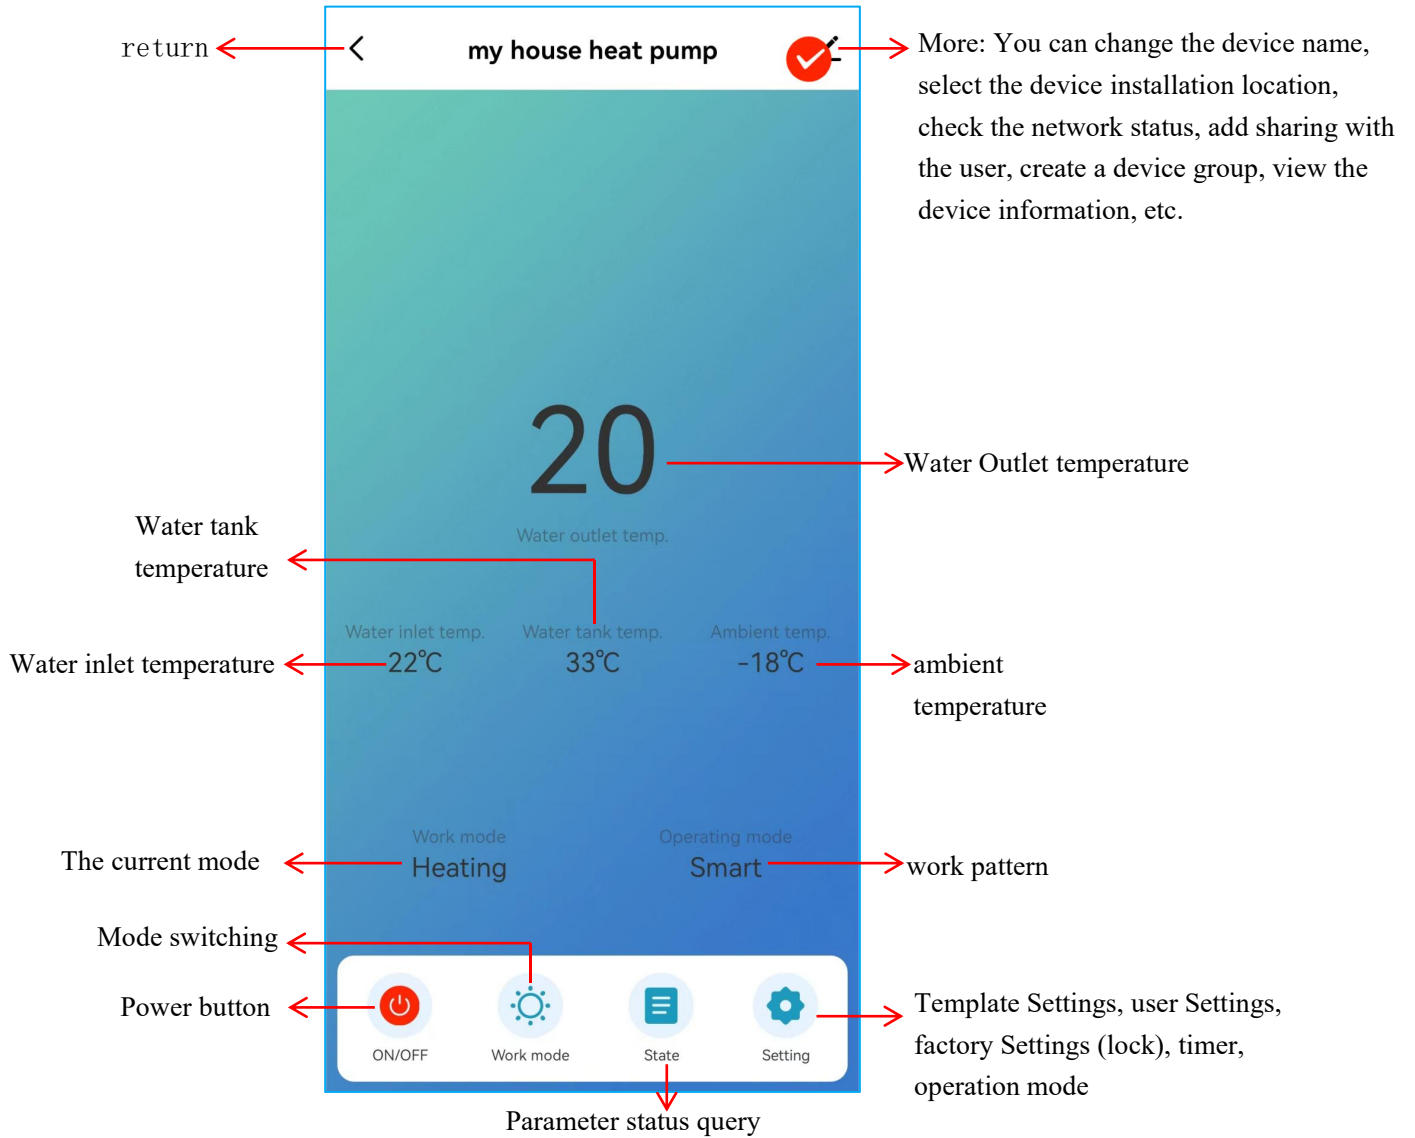 return
my house heat pump
More: You can change the device name,
select the device installation location,
check the network status, add sharing with
the user, create a device group, view the
device information, etc.
20
Water Outlet temperature
Water outlet temp.
Water tank
temperature
Water inlet temp.
Water tank temp.
Ambient temp.
Water inlet temperature
22℃
33℃
-18℃
ambient
temperature
Work mode
Operating mode
The current mode
Heating
Smart
work pattern
Mode switching
Power button
Template Settings, user Settings,
factory Settings (lock), timer,
operation mode
ON/OFF
Work mode
State
Setting
Parameter status query